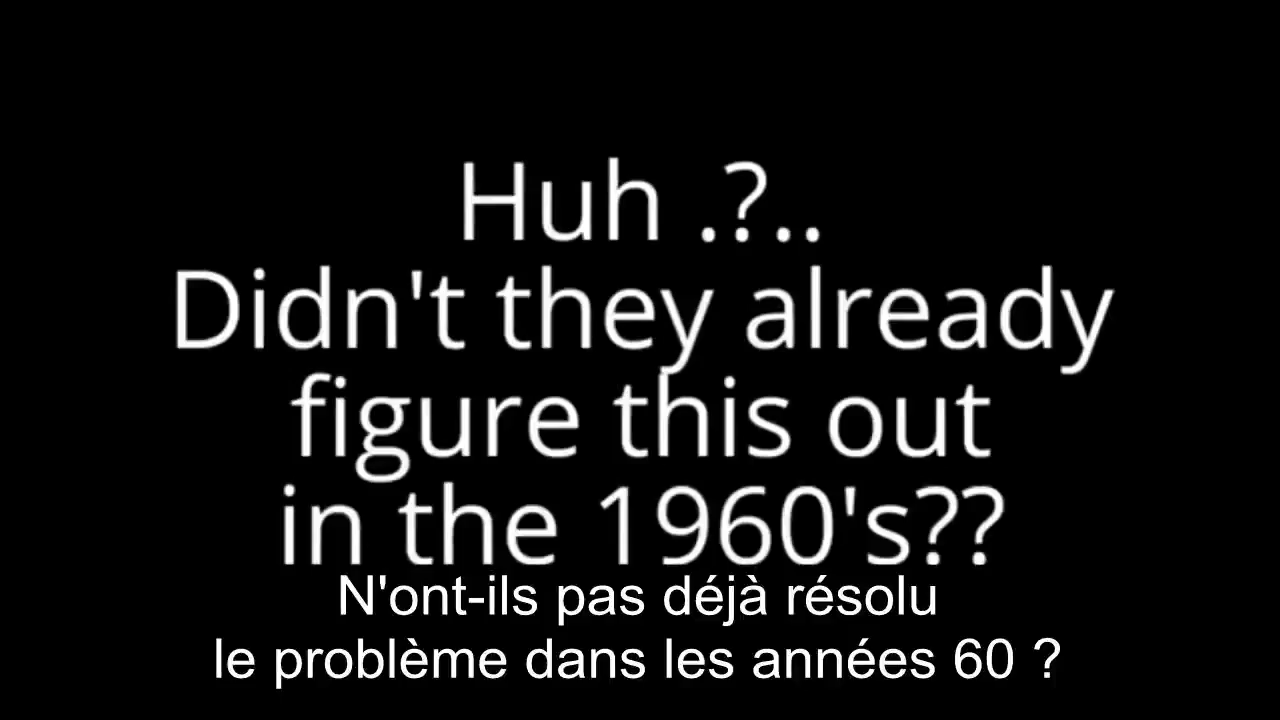 Huh .?..
Didn't they already
figure this out
in the 1960's??
N'ont-ils pas déjà résolu
le problème dans les années 60 ?